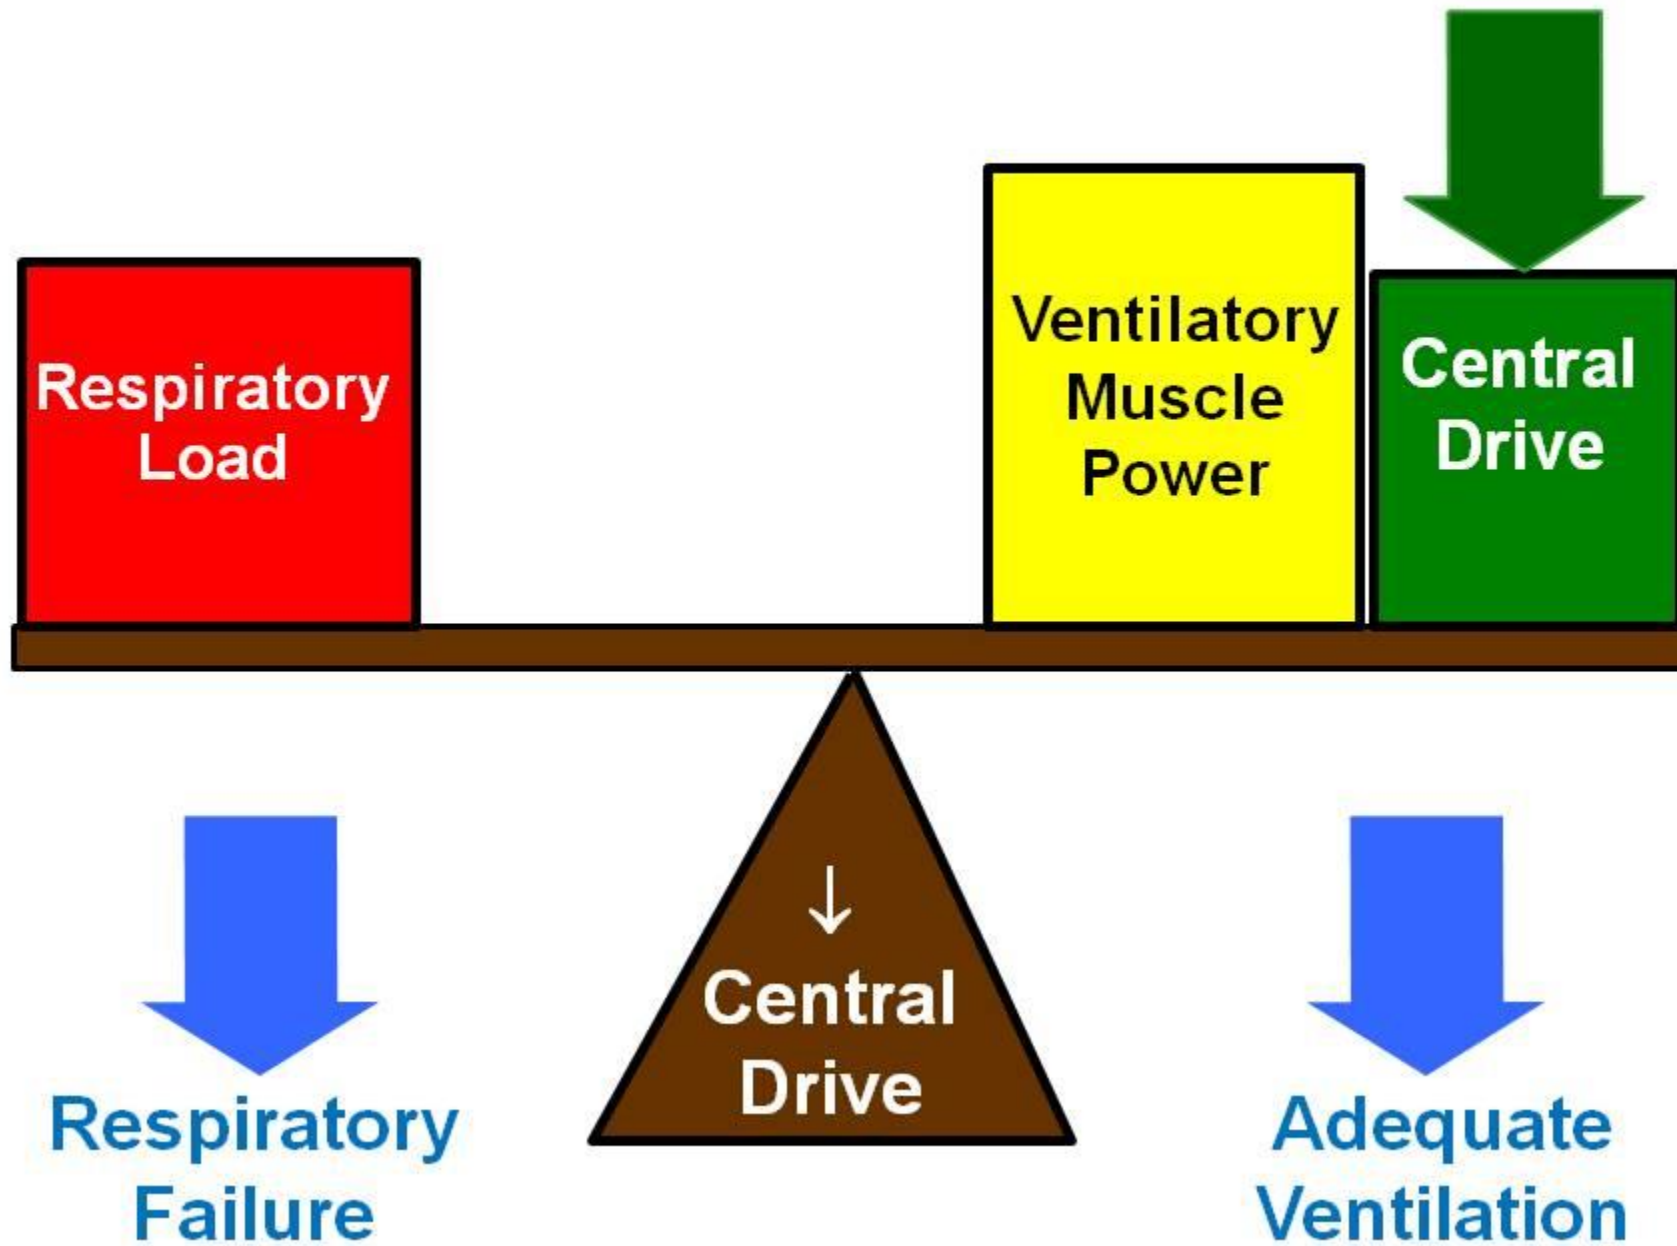 Respiratory
Load
Ventilatory
Muscle
Power
Central
Drive
↓
Central
Drive
Respiratory
Failure
Adequate
Ventilation